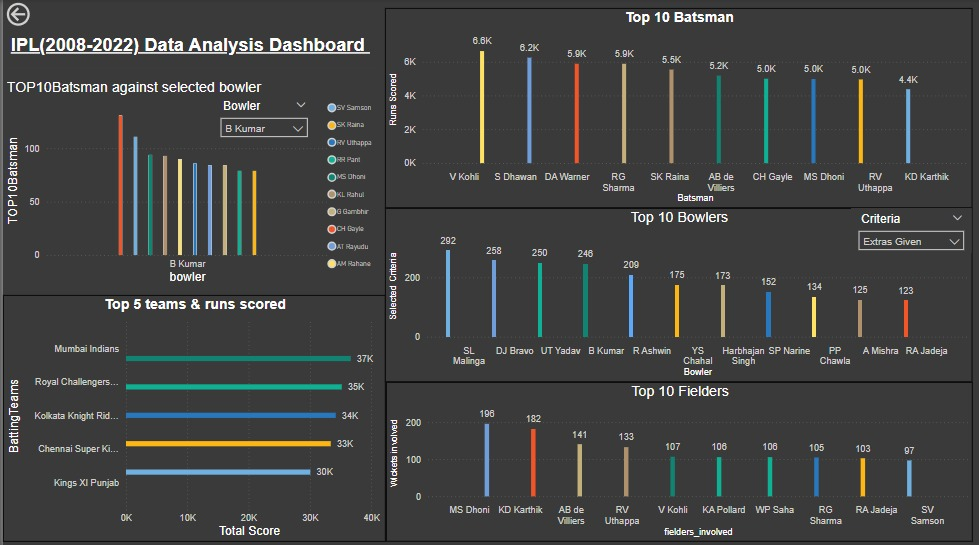 IPL(2008-2022) Data Analysis Dashboard
TOP10Batsman against selected bowler
Bowler
B Kumar
TOP10Batsman
100
50
0
B Kumar
bowler
SV Samson
SK Raina
RV Uthappa
RR Pant
MS Dhoni
KL Rahul
G Gambhir
CH Gayle
AT Rayudu
AM Rahane
Top 5 teams & runs scored
BattingTeams
Mumbai Indians
37K
Royal Challengers...
35K
Kolkata Knight Rid...
34K
Chennai Super Ki...
33K
Kings XI Punjab
30K
0K 10K 20K 30K 40K
Total Score
Top 10 Batsman
Runs Scored
6K
4K
2K
0K
6.6K 6.2K 5.9K 5.9K 5.5K 5.2K 5.0K 5.0K 5.0K 4.4K
V Kohli S Dhawan DA Warner RG Sharma SK Raina AB de Villiers CH Gayle MS Dhoni RV Uthappa KD Karthik
Batsman
Top 10 Bowlers
Criteria
Extras Given
Selected Criteria
200
0
292 258 250 246 209 175 173 152 134 125 123
SL Malinga DJ Bravo UT Yadav B Kumar R Ashwin YS Chahal Harbhajan Singh SP Narine PP Chawla A Mishra RA Jadeja
Bowler
Top 10 Fielders
Wickets involved
200
100
0
196 182 141 133 107 106 106 105 103 97
MS Dhoni KD Karthik AB de Villiers RV Uthappa V Kohli KA Pollard WP Saha RG Sharma RA Jadeja SV Samson
fielders_involved